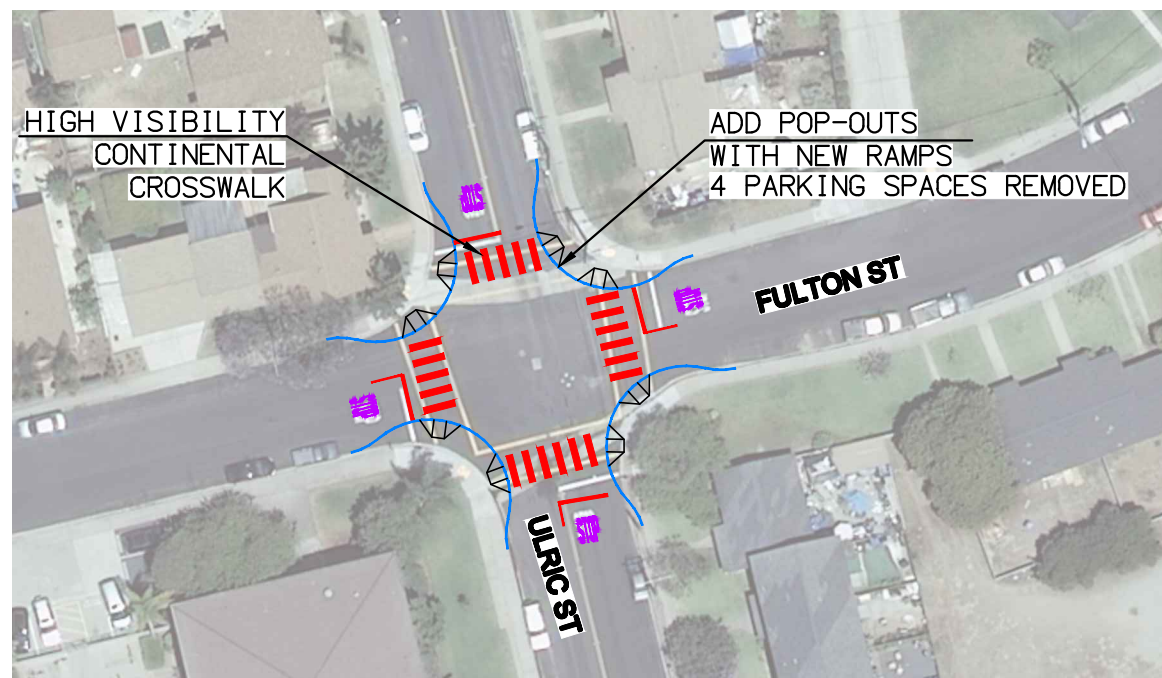 HIGH VISIBILITY
CONTINENTAL
CROSSWALK
ADD POP-OUTS
WITH NEW RAMPS
4 PARKING SPACES REMOVED
FULTON ST
ULRIC ST